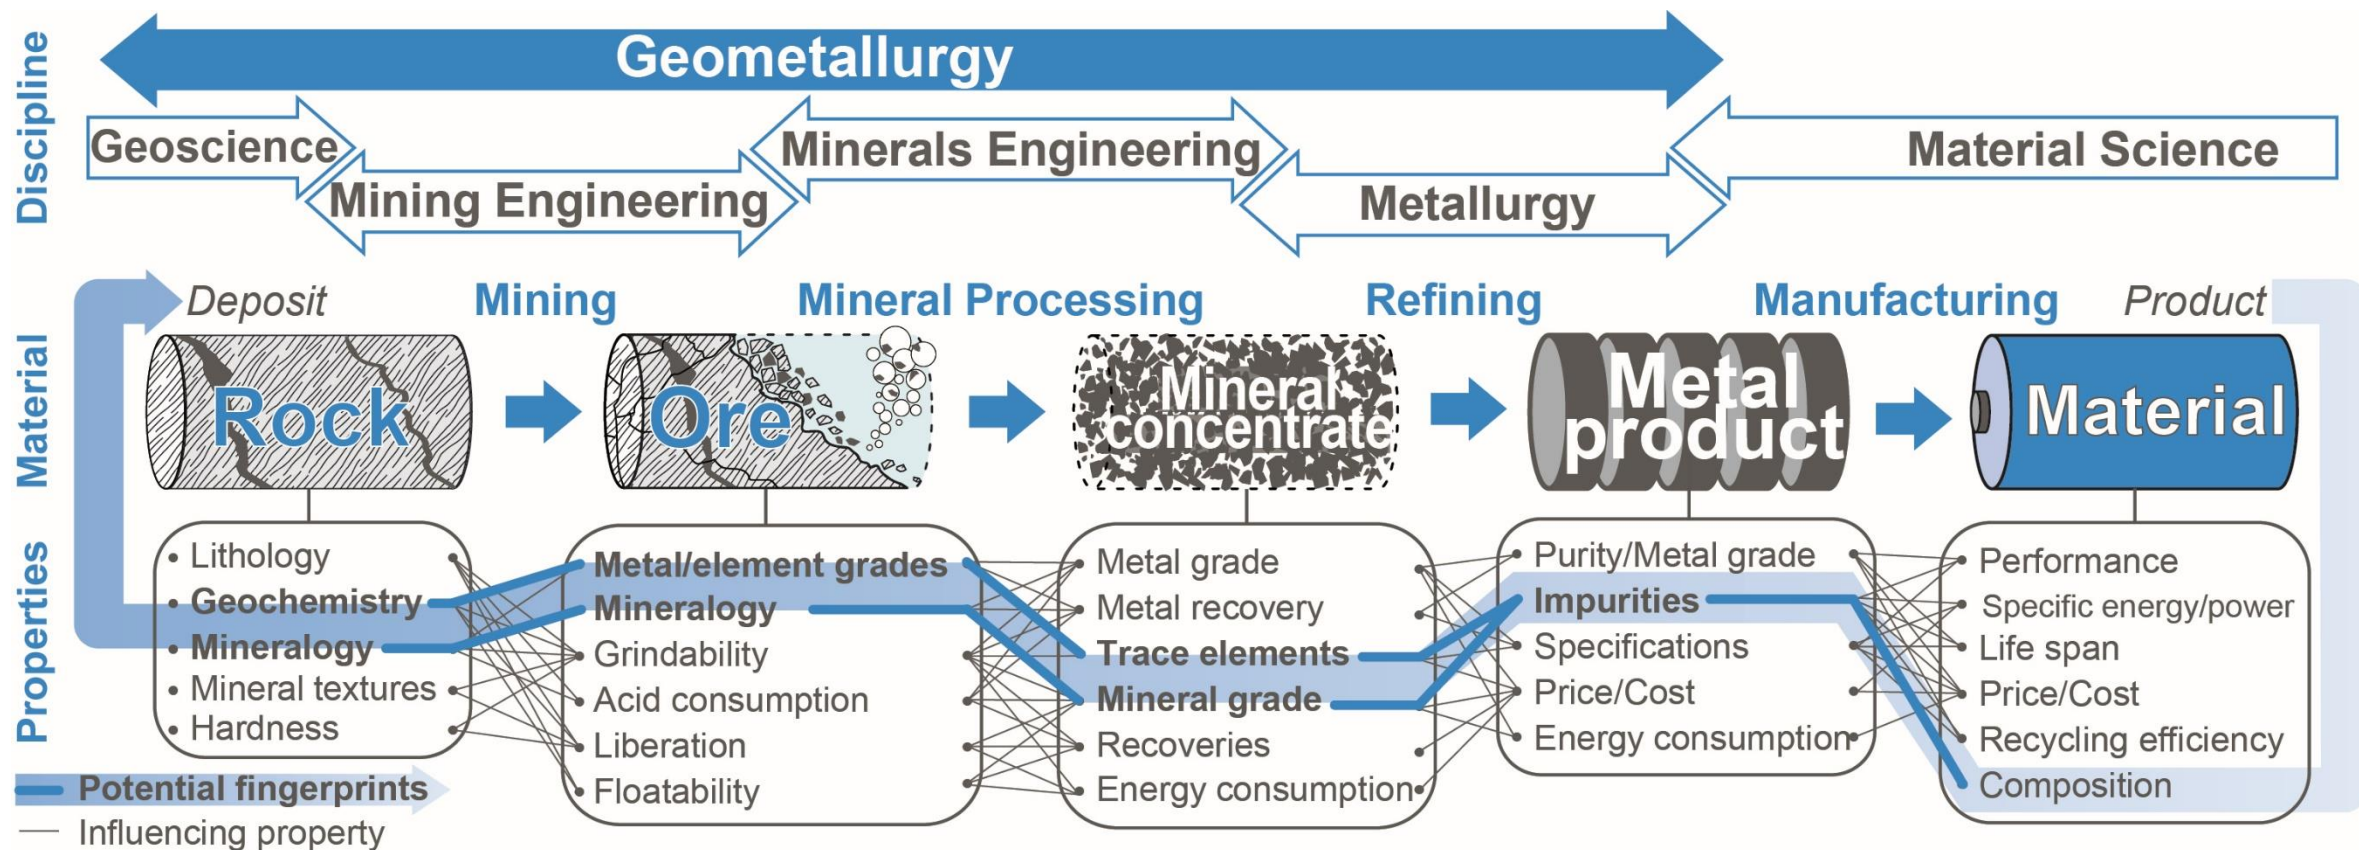 Discipline
Geometallurgy
Geoscience
Mining Engineering
Minerals Engineering
Metallurgy
Material Science
Material
Deposit
Mining
Mineral Processing
Refining
Manufacturing
Product
Rock
Ore
Mineral
concentrate
Metal
product
Material
Properties
• Lithology
• Geochemistry
• Mineralogy
• Mineral textures
• Hardness
Metal/element grades
Mineralogy
Grindability
Acid consumption
Liberation
Floatability
Metal grade
Metal recovery
Trace elements
Mineral grade
Recoveries
Energy consumption
Purity/Metal grade
Impurities
Specifications
Price/Cost
Energy consumption
Performance
Specific energy/power
Life span
Price/Cost
Recycling efficiency
Composition
Potential fingerprints
Influencing property